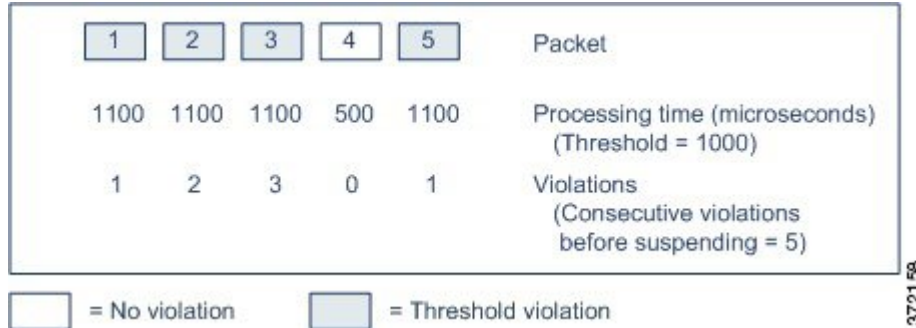 1 2 3 4 5 Packet
1100 1100 1100 500 1100 Processing time (microseconds)
(Threshold = 1000)
1 2 3 0 1 Violations
(Consecutive violations
before suspending = 5)
= No violation = Threshold violation
372158